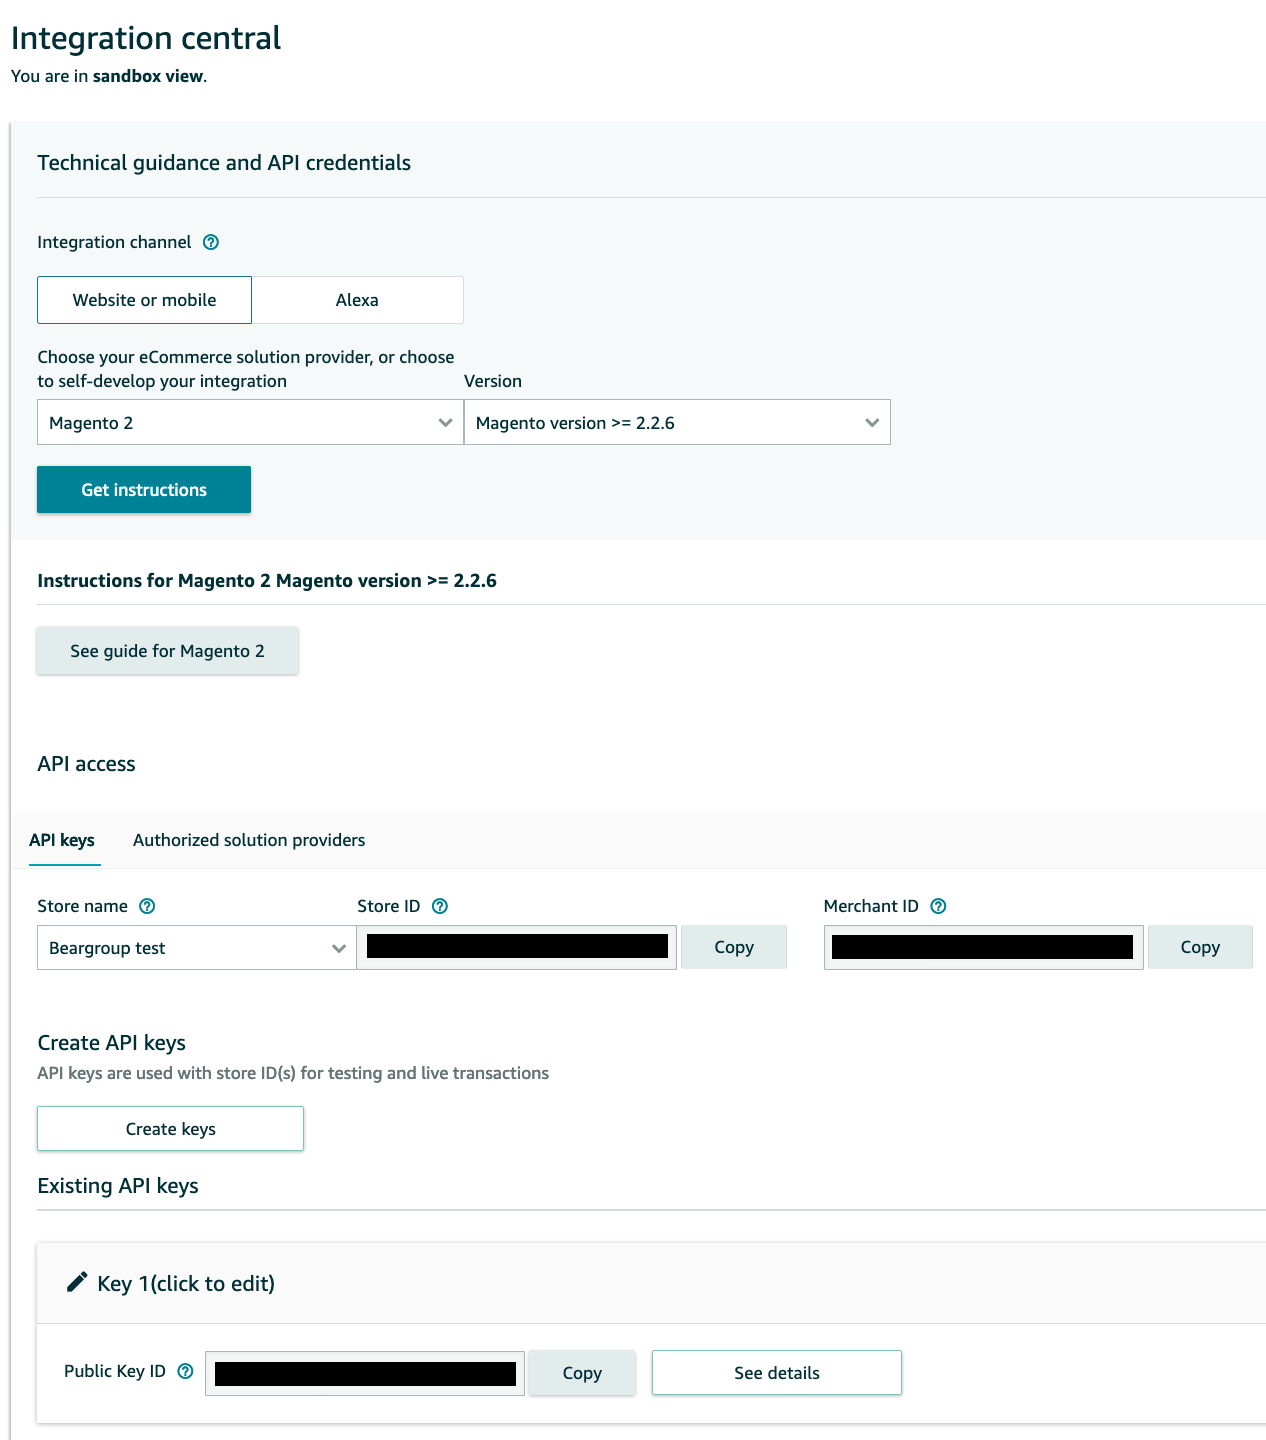 Integration central
You are in sandbox view.
Technical guidance and API credentials
Integration channel
Website or mobile
Alexa
Choose your eCommerce solution provider, or choose
to self-develop your integration
Version
Magento 2
Magento version >= 2.2.6
Get instructions
Instructions for Magento 2 Magento version >= 2.2.6
See guide for Magento 2
API access
API keys
Authorized solution providers
Store name
Store ID
Merchant ID
Beargroup test
Copy
Copy
Create API keys
API keys are used with store ID(s) for testing and live transactions
Create keys
Existing API keys
Key 1(click to edit)
Public Key ID
Copy
See details